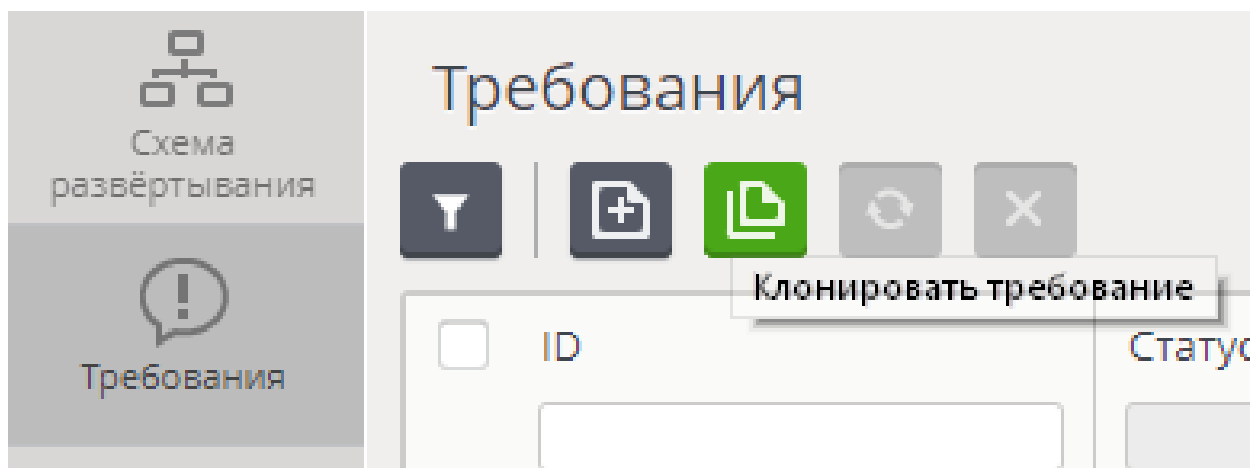 Схема
развёртывания
Требования
Требования
Клонировать требование
ID
Статус